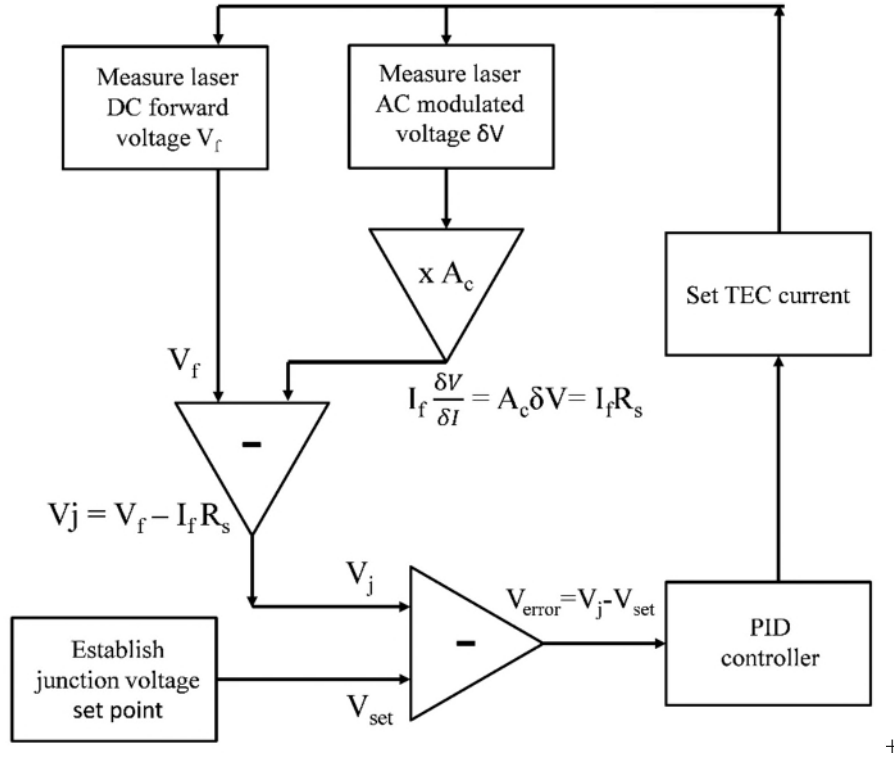 Measure laser
DC forward
voltage V_f
Measure laser
AC modulated
voltage δV
x A_c
Set TEC current
V_f
I_f δV/δI = A_cδV= I_fR_s
-
Vj = V_f – I_fR_s
V_j
V_error=V_j-V_set
Establish
junction voltage
set point
-
PID
controller
V_set
+